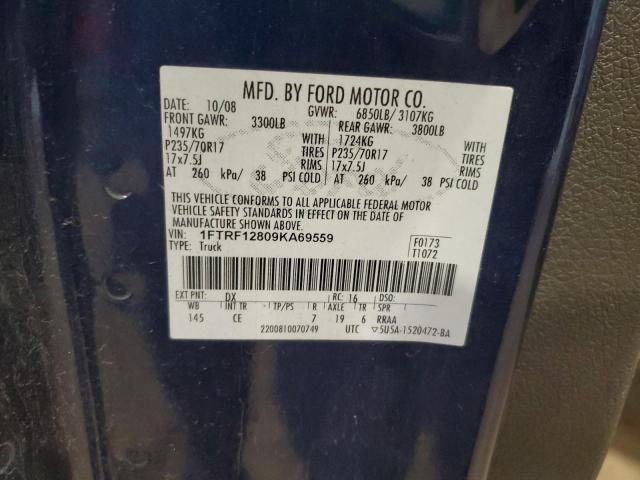 MFD. BY FORD MOTOR CO.
DATE: 10/08 GVWR: 6850LB/ 3107KG
FRONT GAWR: 3300LB REAR GAWR: 3800LB
1497KG WITH 1724KG WITH
P235/70R17 TIRES P235/70R17 TIRES
17x7.5J RIMS 17x7.5J RIMS
AT 260 kPa/ 38 PSI COLD AT 260 kPa/ 38 PSI COLD
THIS VEHICLE CONFORMS TO ALL APPLICABLE FEDERAL MOTOR
VEHICLE SAFETY STANDARDS IN EFFECT ON THE DATE OF
MANUFACTURE SHOWN ABOVE.
VIN: 1FTRF12809KA69559 F0173
TYPE: Truck T1072
EXT PNT: DX RC: 16 DSO:
WB INT TR TP/PS R AXLE TR SPR
145 CE 7 19 6 RRAA
2200810070749 UTC 5U5A-1520472-BA